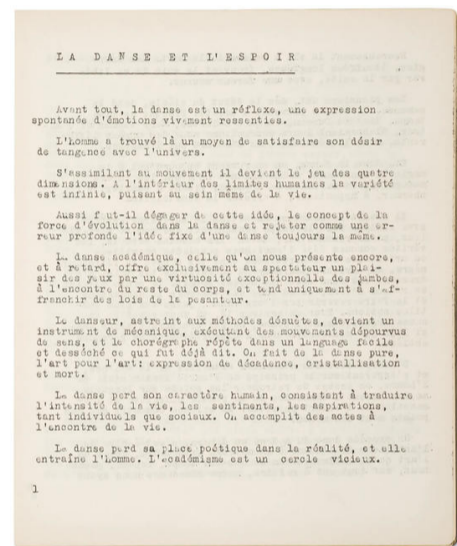 LA DANSE ET L'ESPOIR
Avant tout, la danse est un réflexe, une expression
spontanée d'émotions vivement ressenties.
L'homme a trouvé là un moyen de satisfaire son désir
de tangence avec l'univers.
S'assimilant au mouvement il devient le jeu des quatre
dimensions. A l'intérieur des limites humaines la variété
est infinie, puisant au sein même de la vie.
Aussi faut-il dégager de cette idée, le concept de la
force d'évolution dans la danse et rejeter comme une er-
reur profonde l'idée fixe d'une danse toujours la même.
La danse académique, celle qu'on nous présente encore,
et à retard, offre exclusivement au spectateur un plai-
sir des yeux par une virtuosité exceptionnelle des jambes,
à l'encontre du reste du corps, et tend uniquement à s'af-
franchir des lois de la pesanteur.
Le danseur, astreint aux méthodes désuètes, devient un
instrument de mécanique, exécutant des mouvements dépourvus
de sens, et le chorégraphe répète dans un language facile
et desséché ce qui fut déjà dit. On fait de la danse pure,
l'art pour l'art: expression de décadence, cristallisation
et mort.
La danse perd son caractère humain, consistant à traduire
l'intensité de la vie, les sentiments, les aspirations,
tant individuels que sociaux. On accomplit des actes à
l'encontre de la vie.
La danse perd sa place poétique dans la réalité, et elle
entraîne l'homme. L'académisme est un cercle vicieux.
1